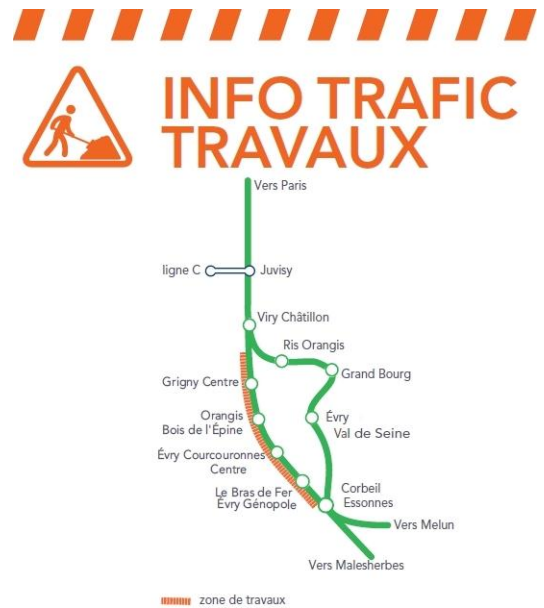 INFO TRAFIC
TRAVAUX
Vers Paris
ligne C
Juvisy
Viry Châtillon
Ris Orangis
Grand Bourg
Grigny Centre
Orangis
Bois de l'Épine
Évry
Val de Seine
Évry Courcouronnes
Centre
Le Bras de Fer
Évry Génopole
Corbeil
Essonnes
Vers Melun
Vers Malesherbes
zone de travaux